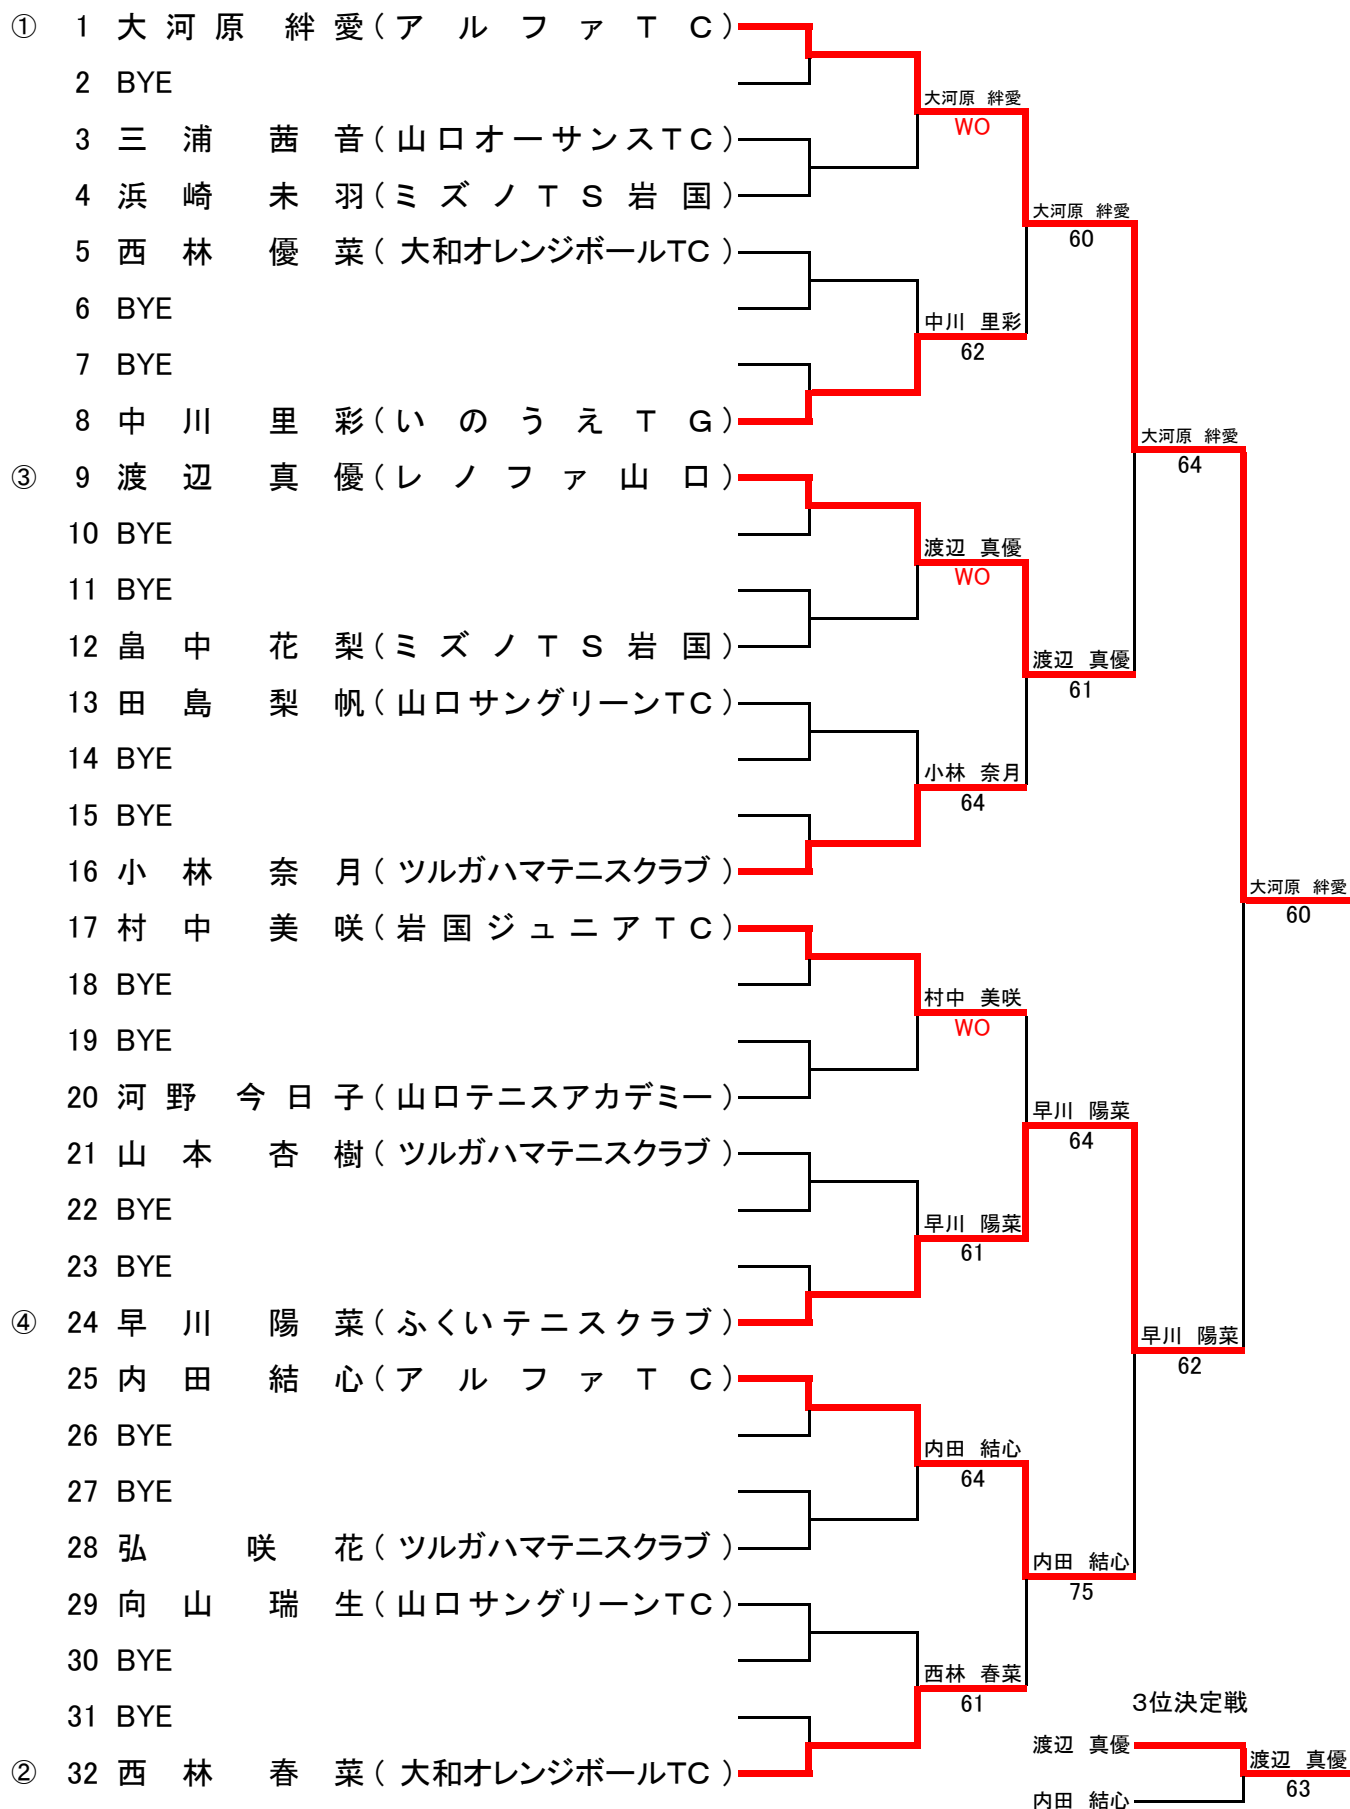 ① 1 大河原 絆愛(アルファTC)
2 BYE
3 三浦 茜音(山口オーサンスTC)
4 浜崎 未羽(ミズノTS岩国)
5 西林 優菜(大和オレンジボールTC)
6 BYE
7 BYE
8 中川 里彩(いのうえTG)
③ 9 渡辺 真優(レノファ山口)
10 BYE
11 BYE
12 畠中 花梨(ミズノTS岩国)
13 田島 梨帆(山口サングリーンTC)
14 BYE
15 BYE
16 小林 奈月(ツルガハマテニスクラブ)
17 村中 美咲(岩国ジュニアTC)
18 BYE
19 BYE
20 河野 今日子(山口テニスアカデミー)
21 山本 杏樹(ツルガハマテニスクラブ)
22 BYE
23 BYE
④ 24 早川 陽菜(ふくいテニスクラブ)
25 内田 結心(アルファTC)
26 BYE
27 BYE
28 弘 咲花(ツルガハマテニスクラブ)
29 向山 瑞生(山口サングリーンTC)
30 BYE
31 BYE
② 32 西林 春菜(大和オレンジボールTC)
大河原 絆愛
WO
中川 里彩
62
渡辺 真優
WO
小林 奈月
64
村中 美咲
WO
早川 陽菜
61
内田 結心
64
西林 春菜
61
大河原 絆愛
60
渡辺 真優
61
早川 陽菜
64
内田 結心
75
大河原 絆愛
64
早川 陽菜
62
大河原 絆愛
60
3位決定戦
渡辺 真優
内田 結心
渡辺 真優
63